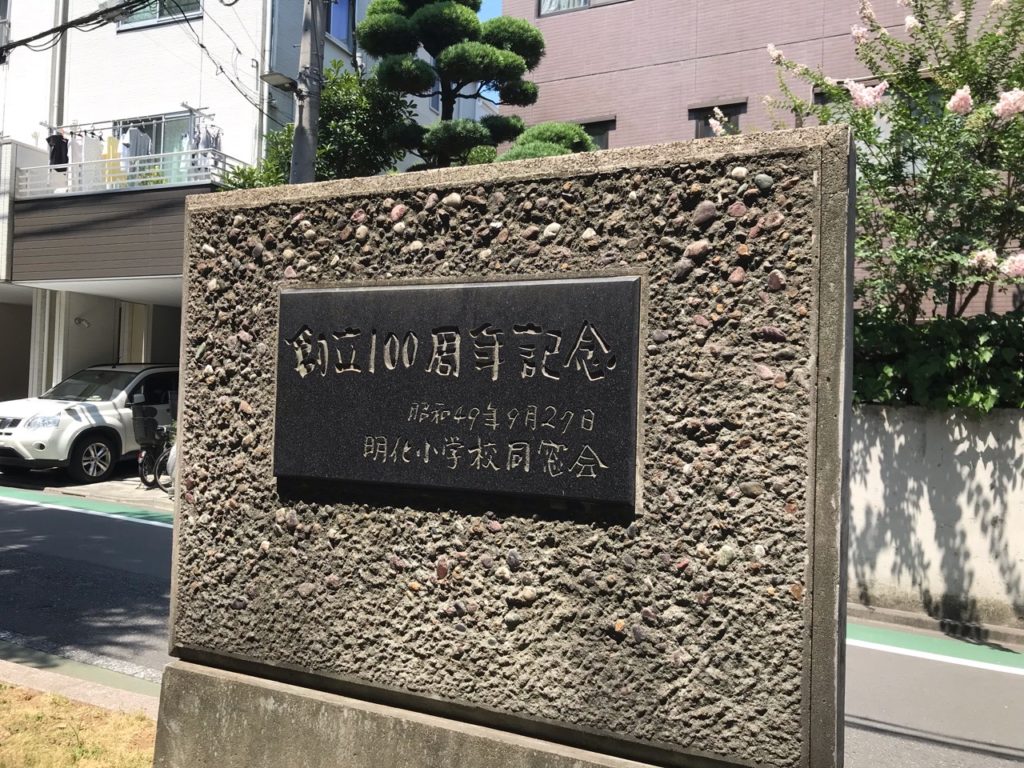 創立100周年記念
昭和49年9月27日
明化小学校同窓会